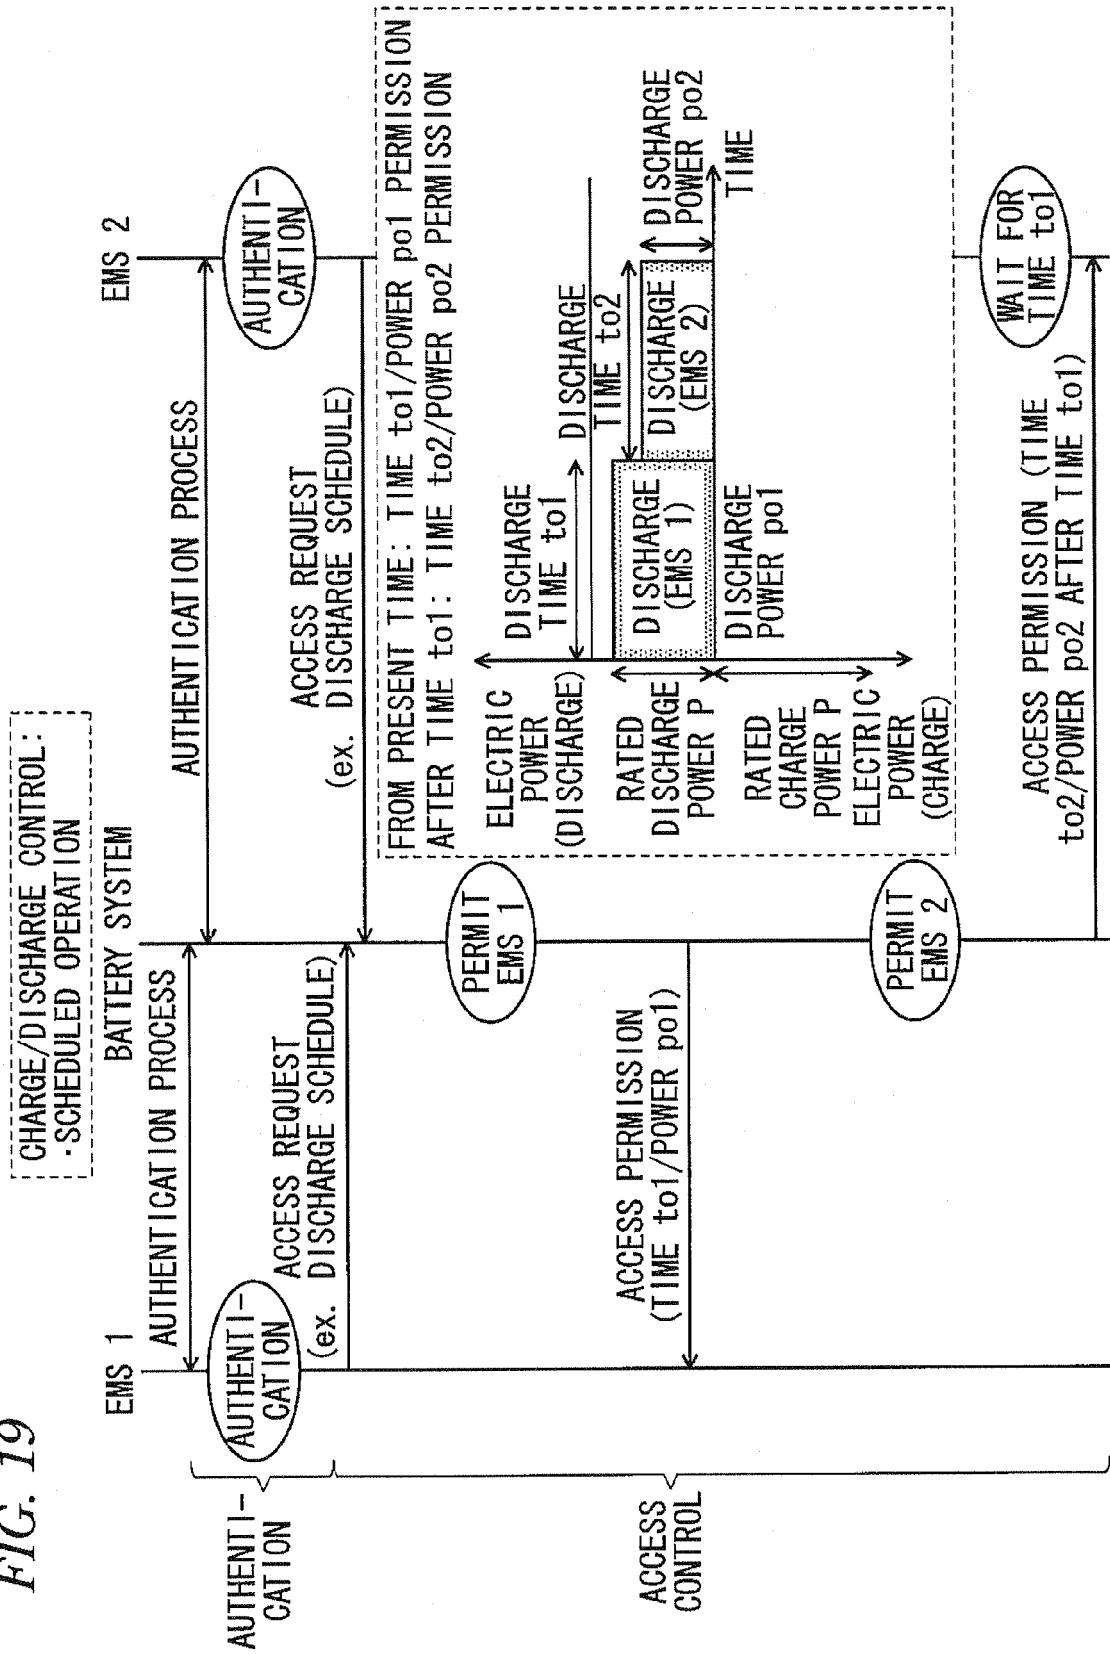 FIG. 19
CHARGE/DISCHARGE CONTROL:
·SCHEDULED OPERATION
EMS 1
BATTERY SYSTEM
EMS 2
AUTHENTICATION PROCESS
AUTHENTICATION PROCESS
AUTHENTI-
CATION
AUTHENTI-
CATION
AUTHENTI-
CATION
ACCESS REQUEST
(ex. DISCHARGE SCHEDULE)
ACCESS REQUEST
(ex. DISCHARGE SCHEDULE)
FROM PRESENT TIME: TIME to1/POWER po1 PERMISSION
AFTER TIME to1: TIME to2/POWER po2 PERMISSION
PERMIT
EMS 1
ELECTRIC
POWER
(DISCHARGE)
DISCHARGE
TIME to1
DISCHARGE
TIME to2
RATED
DISCHARGE
POWER P
DISCHARGE
(EMS 1)
DISCHARGE
(EMS 2)
DISCHARGE
POWER po2
TIME
RATED
CHARGE
POWER P
DISCHARGE
POWER po1
ELECTRIC
POWER
(CHARGE)
ACCESS PERMISSION
(TIME to1/POWER po1)
ACCESS
CONTROL
PERMIT
EMS 2
WAIT FOR
TIME to1
ACCESS PERMISSION (TIME
to2/POWER po2 AFTER TIME to1)